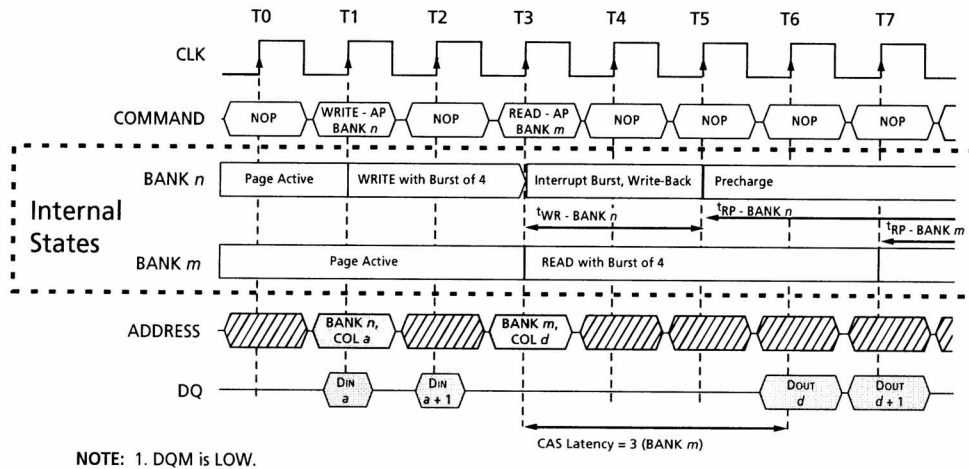 T0 T1 T2 T3 T4 T5 T6 T7
CLK
COMMAND NOP WRITE - AP BANK n NOP READ - AP BANK m NOP NOP NOP NOP
Internal States
BANK n Page Active WRITE with Burst of 4 Interrupt Burst, Write-Back Precharge
tWR - BANK n tRP - BANK n
tRP - BANK m
BANK m Page Active READ with Burst of 4
ADDRESS BANK n, COL a BANK m, COL d
DQ DIN a DIN a + 1 DOUT d DOUT d + 1
CAS Latency = 3 (BANK m)
NOTE: 1. DQM is LOW.